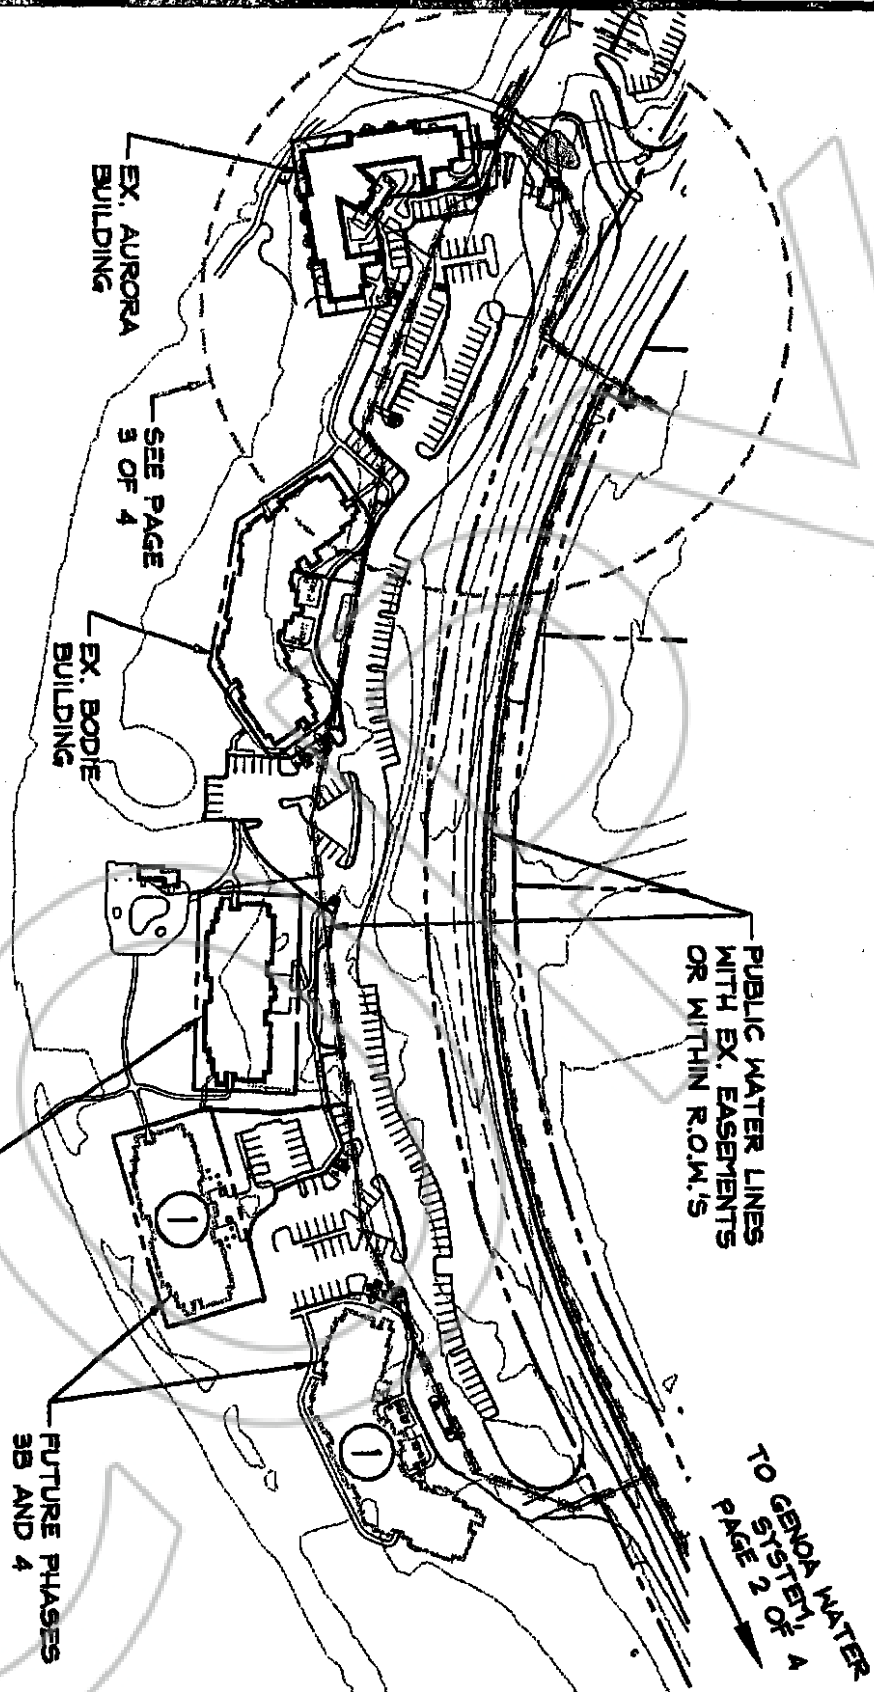 EX. AURORA
BUILDING
SEE PAGE
3 OF 4
EX. BODIE
BUILDING
PUBLIC WATER LINES
WITH EX. EASEMENTS
OR WITHIN R.O.W.'S
1
1
FUTURE PHASES
3B AND 4
TO GENOA WATER
SYSTEM,
PAGE 2 OF 4